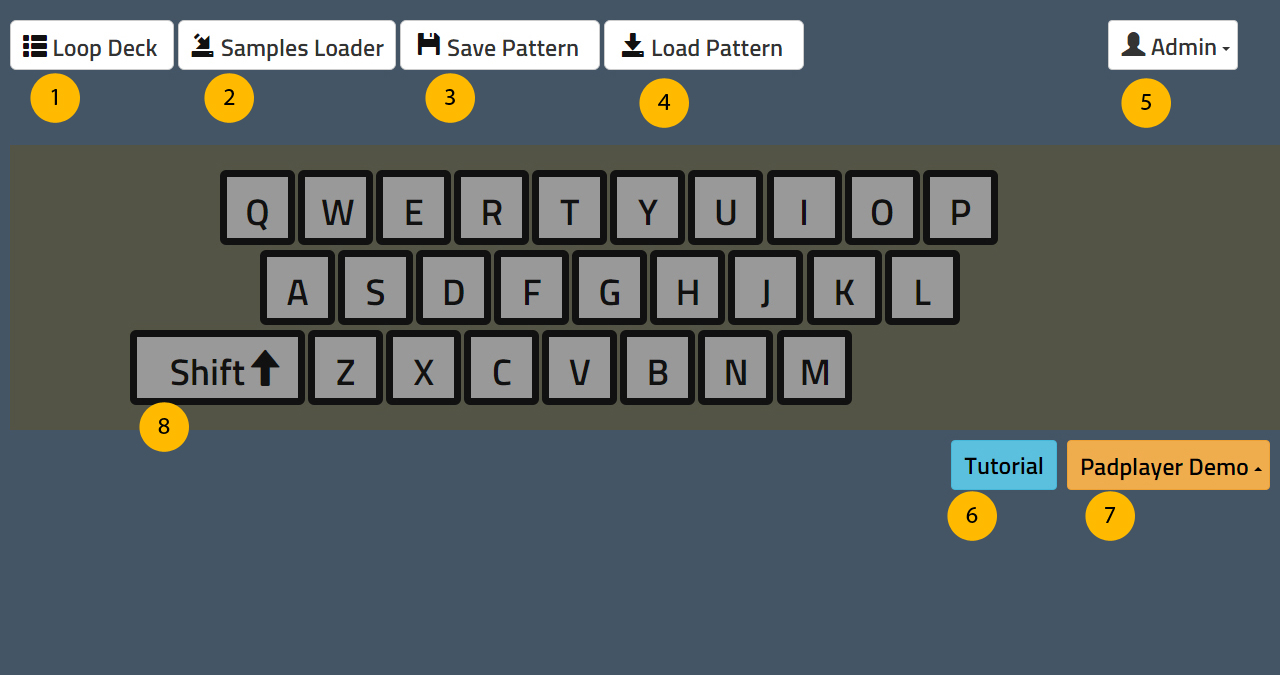 Loop Deck Samples Loader Save Pattern Load Pattern Admin
1 2 3 4 5
Q W E R T Y U I O P
A S D F G H J K L
Shift Z X C V B N M
8
Tutorial Padplayer Demo
6 7